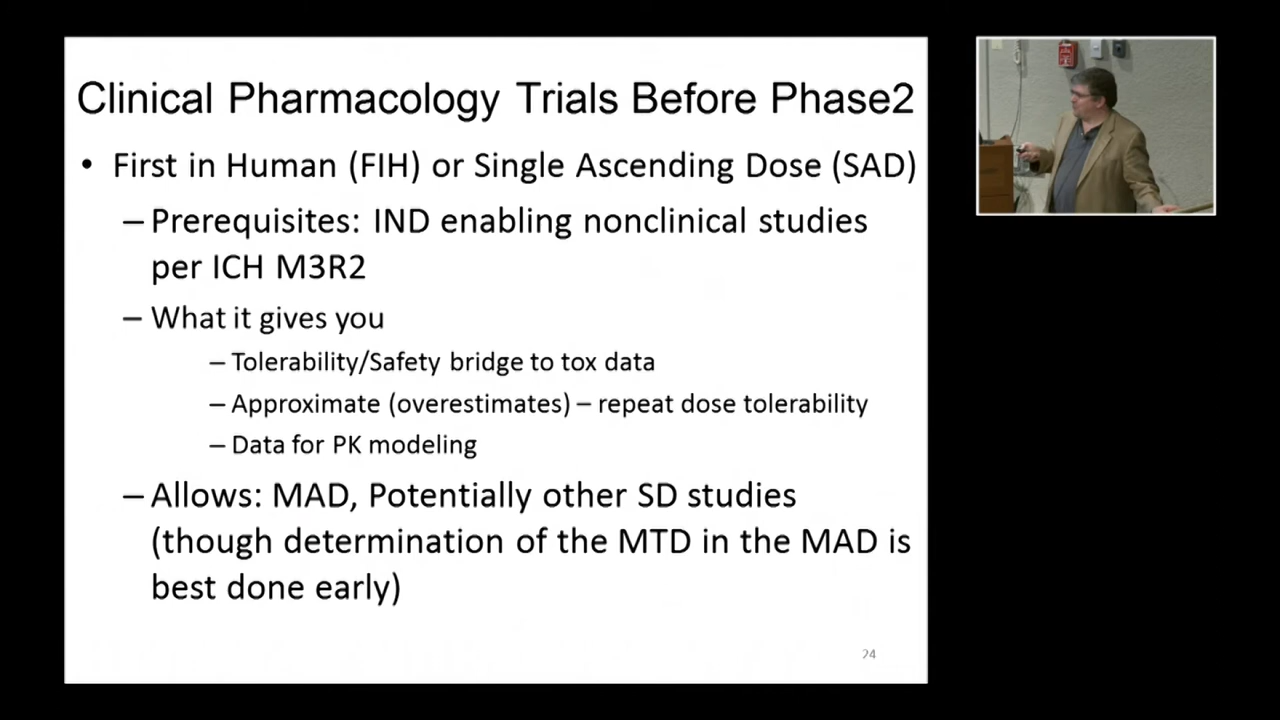 Clinical Pharmacology Trials Before Phase2
• First in Human (FIH) or Single Ascending Dose (SAD)
– Prerequisites: IND enabling nonclinical studies
per ICH M3R2
– What it gives you
– Tolerability/Safety bridge to tox data
– Approximate (overestimates) – repeat dose tolerability
– Data for PK modeling
– Allows: MAD, Potentially other SD studies
(though determination of the MTD in the MAD is
best done early)
24